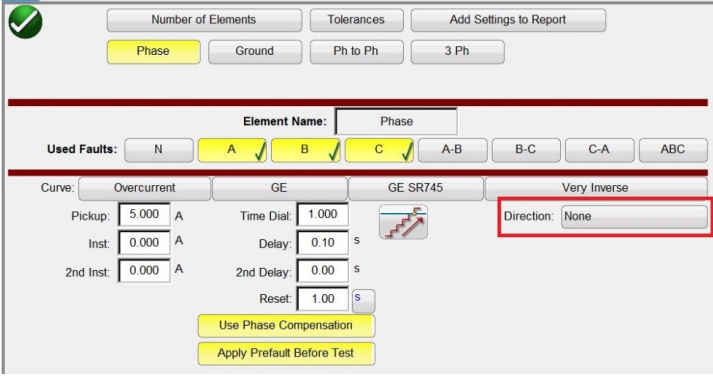 Number of Elements Tolerances Add Settings to Report
Phase Ground Ph to Ph 3 Ph
Element Name: Phase
Used Faults: N A B C A-B B-C C-A ABC
Curve: Overcurrent GE GE SR745 Very Inverse
Pickup: 5.000 A Time Dial: 1.000 Direction: None
Inst: 0.000 A Delay: 0.10 s
2nd Inst: 0.000 A 2nd Delay: 0.00 s
Reset: 1.00 s
Use Phase Compensation
Apply Prefault Before Test